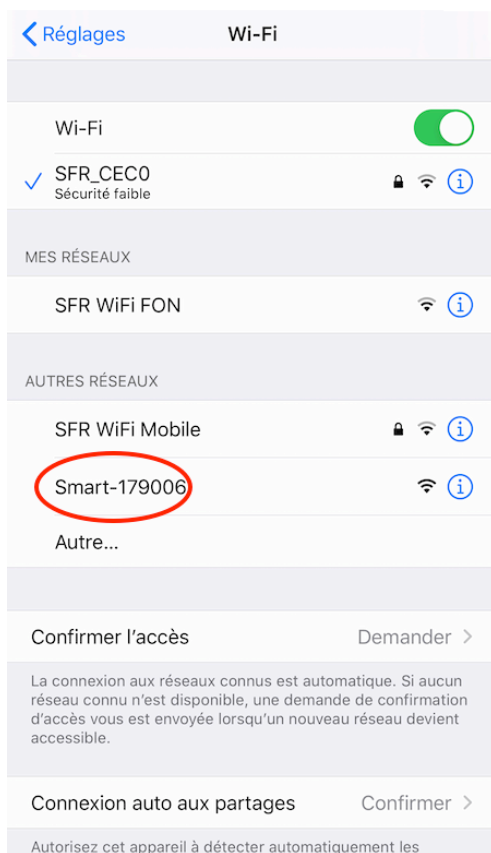 Réglages Wi-Fi
Wi-Fi
SFR_CEC0
Sécurité faible
MES RÉSEAUX
SFR WiFi FON
AUTRES RÉSEAUX
SFR WiFi Mobile
Smart-179006
Autre...
Confirmer l'accès Demander
La connexion aux réseaux connus est automatique. Si aucun
réseau connu n'est disponible, une demande de confirmation
d'accès vous est envoyée lorsqu'un nouveau réseau devient
accessible.
Connexion auto aux partages Confirmer
Autorisez cet appareil à détecter automatiquement les